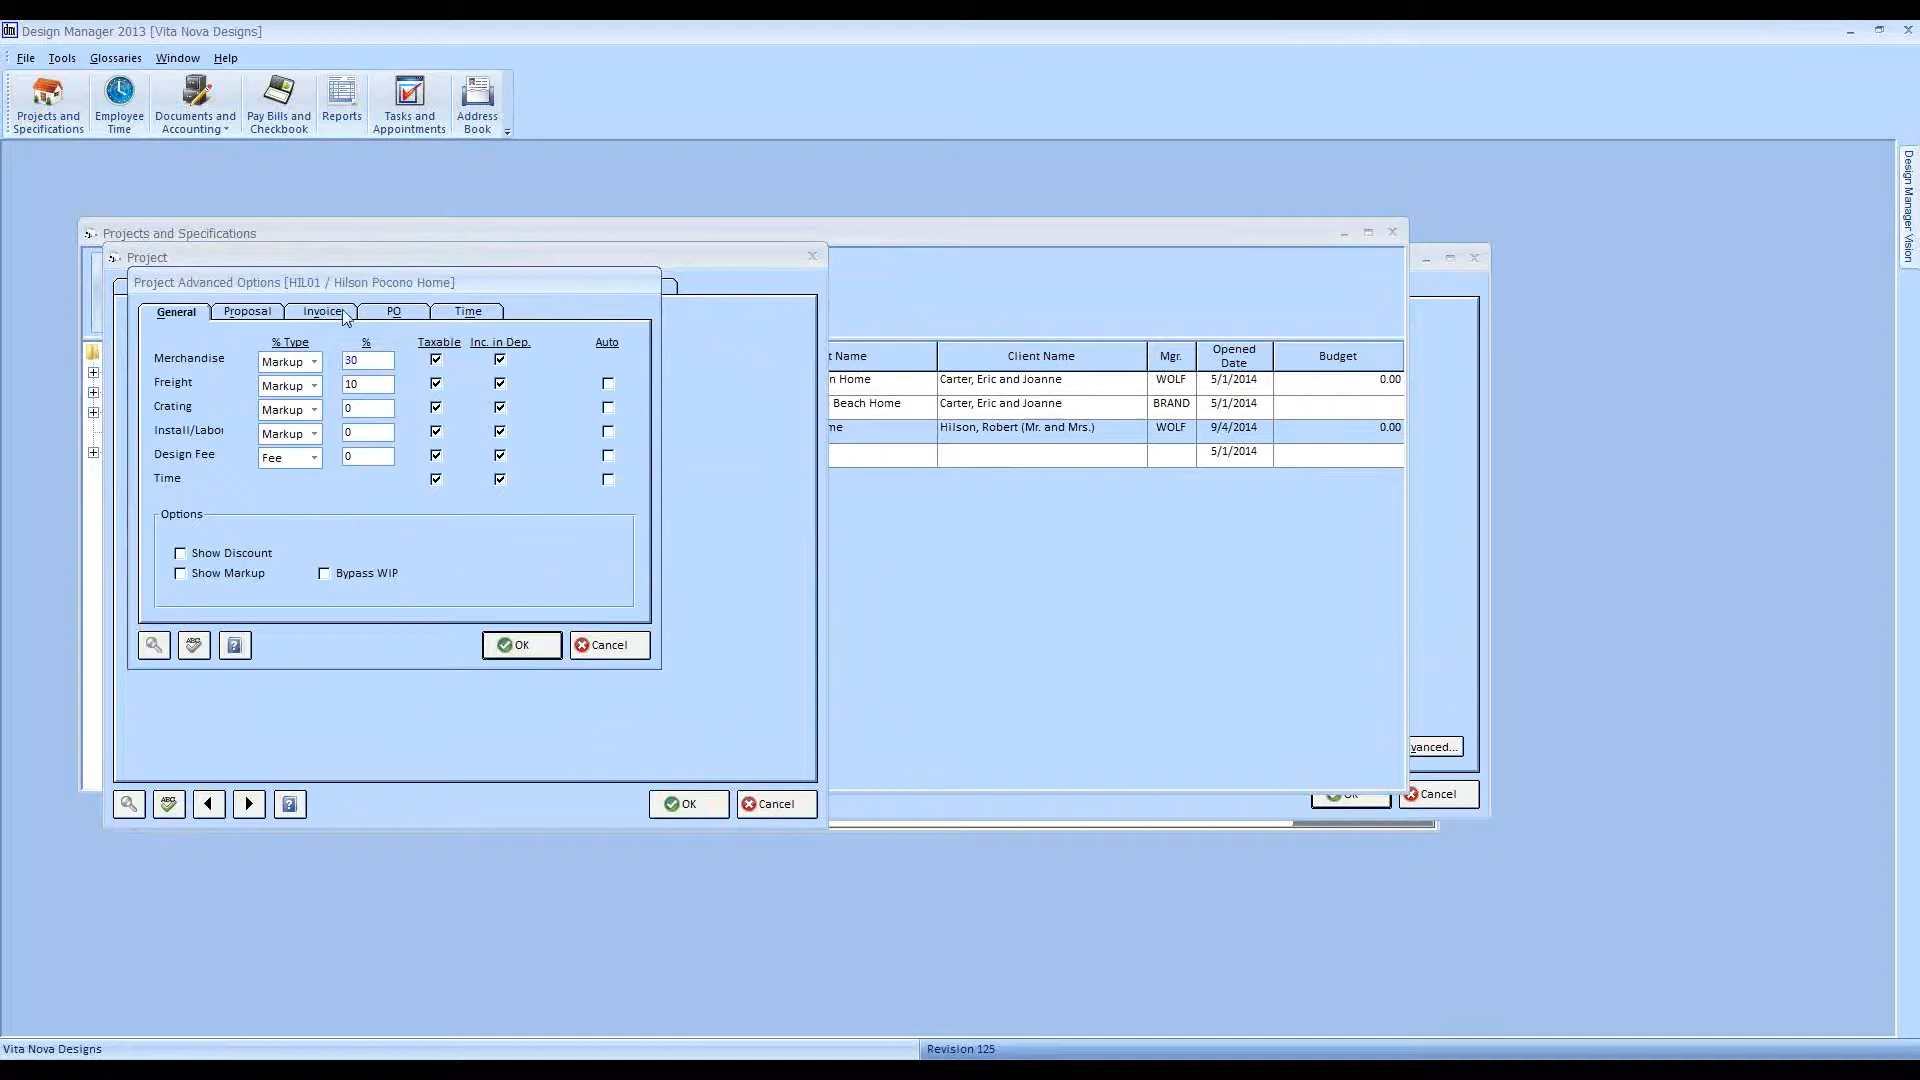 Design Manager 2013 [Vita Nova Designs]
File Tools Glossaries Window Help
Projects and Specifications
Employee Time
Documents and Accounting
Pay Bills and Checkbook
Reports
Tasks and Appointments
Address Book
Design Manager Vision
Projects and Specifications
Project
Project Advanced Options [HIL01 / Hilson Pocono Home]
General Proposal Invoice PO Time
% Type % Taxable Inc. in Dep. Auto
Merchandise Markup 30
Freight Markup 10
Crating Markup 0
Install/Labor Markup 0
Design Fee Fee 0
Time
Options
Show Discount
Show Markup Bypass WIP
ABC OK Cancel
t Name Client Name Mgr. Opened Date Budget
n Home Carter, Eric and Joanne WOLF 5/1/2014 0.00
Beach Home Carter, Eric and Joanne BRAND 5/1/2014
me Hilson, Robert (Mr. and Mrs.) WOLF 9/4/2014 0.00
5/1/2014
vanced...
OK Cancel
ABC OK Cancel
Vita Nova Designs Revision 125